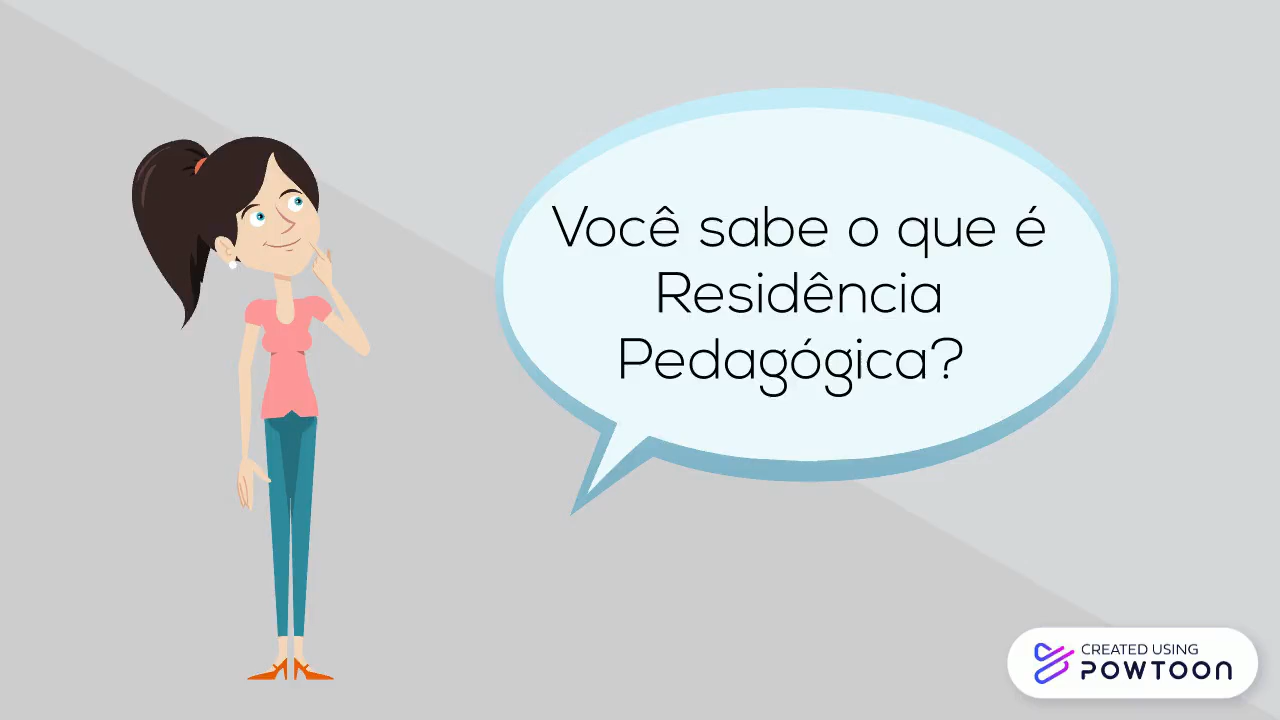 Você sabe o que é
Residência
Pedagógica?
CREATED USING
POWTOON